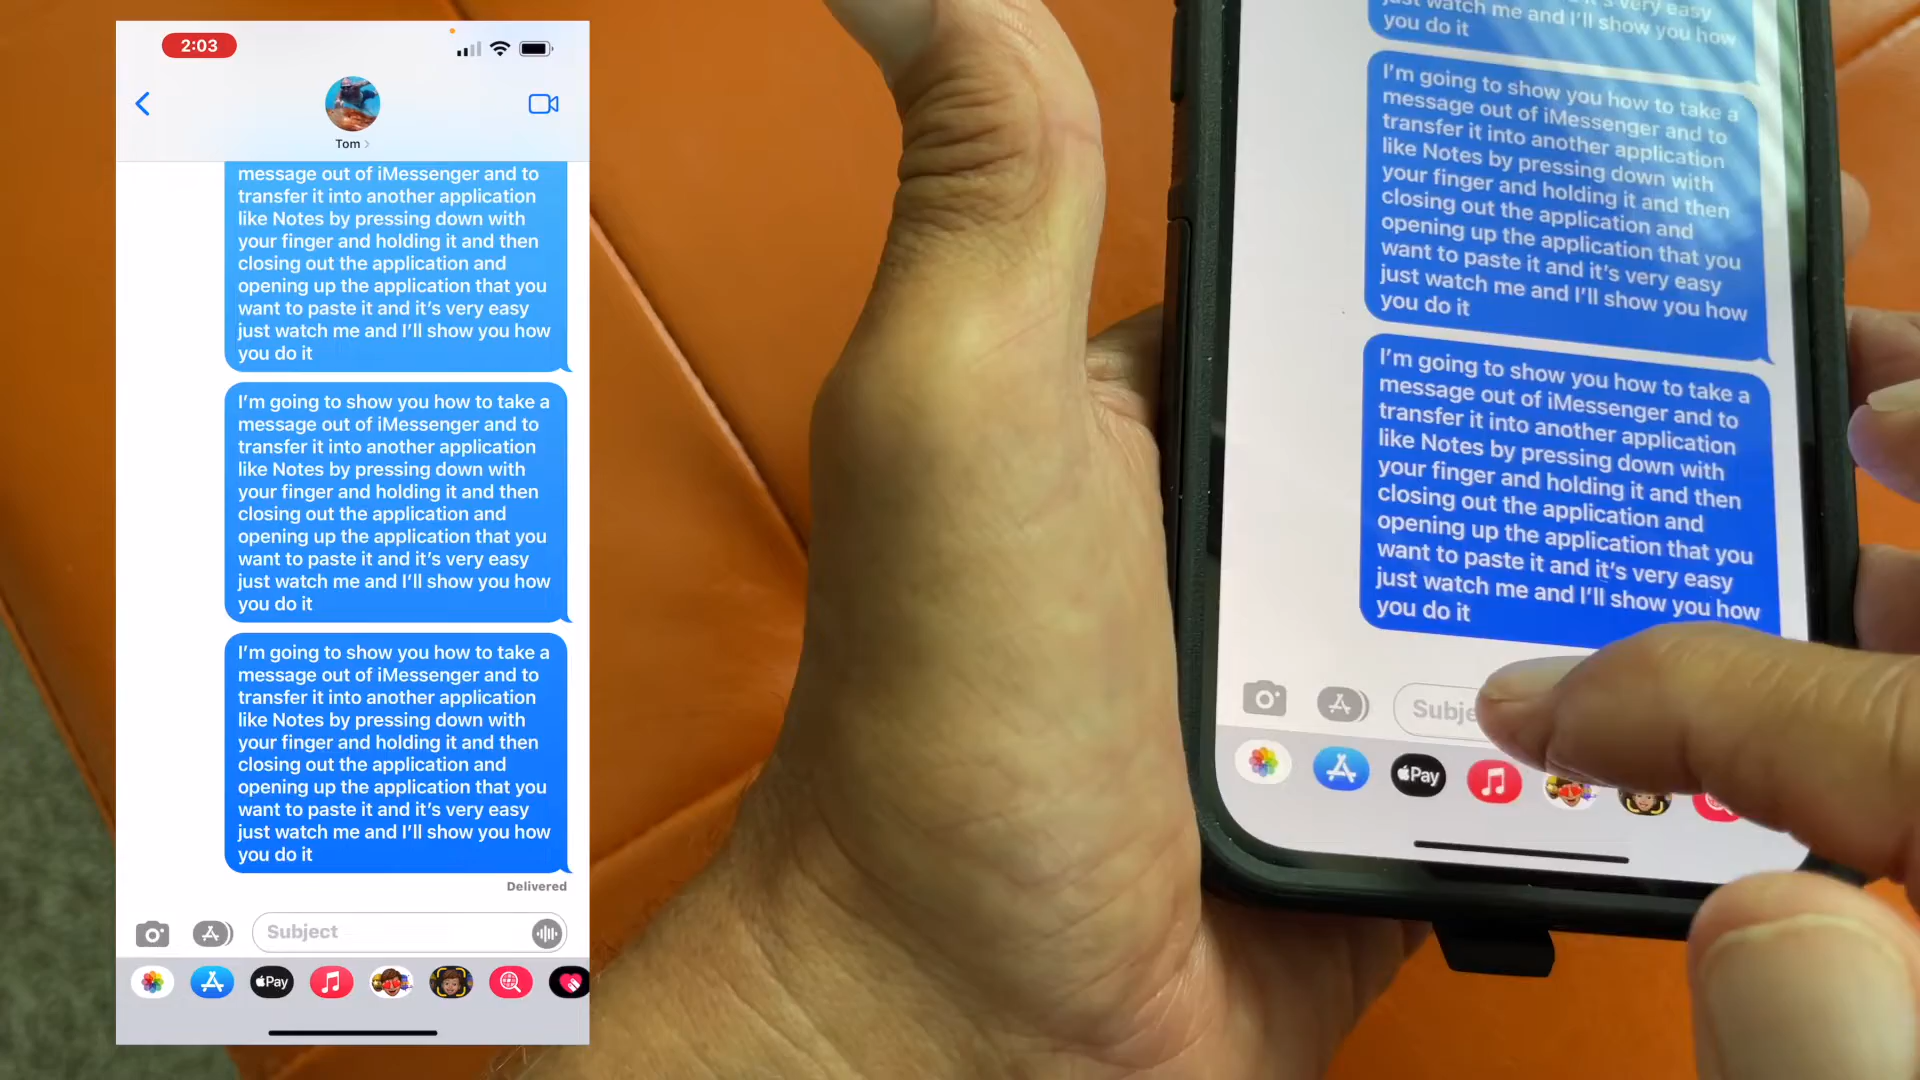 2:03
Tom
message out of iMessenger and to
transfer it into another application
like Notes by pressing down with
your finger and holding it and then
closing out the application and
opening up the application that you
want to paste it and it's very easy
just watch me and I'll show you how
you do it
I'm going to show you how to take a
message out of iMessenger and to
transfer it into another application
like Notes by pressing down with
your finger and holding it and then
closing out the application and
opening up the application that you
want to paste it and it's very easy
just watch me and I'll show you how
you do it
I'm going to show you how to take a
message out of iMessenger and to
transfer it into another application
like Notes by pressing down with
your finger and holding it and then
closing out the application and
opening up the application that you
want to paste it and it's very easy
just watch me and I'll show you how
you do it
Delivered
Subject
Pay
just watch me and I'll show you how
you do it
I'm going to show you how to take a
message out of iMessenger and to
transfer it into another application
like Notes by pressing down with
your finger and holding it and then
closing out the application and
opening up the application that you
want to paste it and it's very easy
just watch me and I'll show you how
you do it
I'm going to show you how to take a
message out of iMessenger and to
transfer it into another application
like Notes by pressing down with
your finger and holding it and then
closing out the application and
opening up the application that you
want to paste it and it's very easy
just watch me and I'll show you how
you do it
Subje
Pay